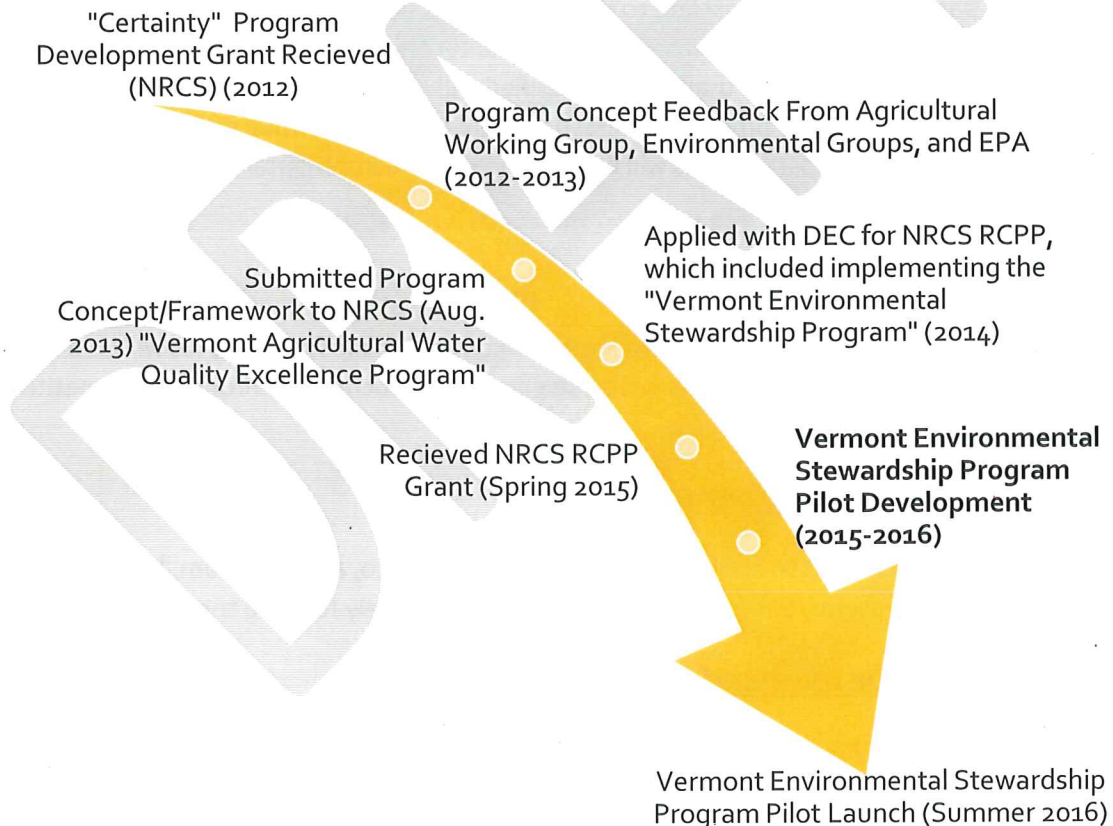 "Certainty" Program
Development Grant Recieved
(NRCS) (2012)
Program Concept Feedback From Agricultural
Working Group, Environmental Groups, and EPA
(2012-2013)
Submitted Program
Concept/Framework to NRCS (Aug.
2013) "Vermont Agricultural Water
Quality Excellence Program"
Applied with DEC for NRCS RCPP,
which included implementing the
"Vermont Environmental
Stewardship Program" (2014)
Recieved NRCS RCPP
Grant (Spring 2015)
Vermont Environmental
Stewardship Program
Pilot Development
(2015-2016)
Vermont Environmental Stewardship
Program Pilot Launch (Summer 2016)
DRAFT